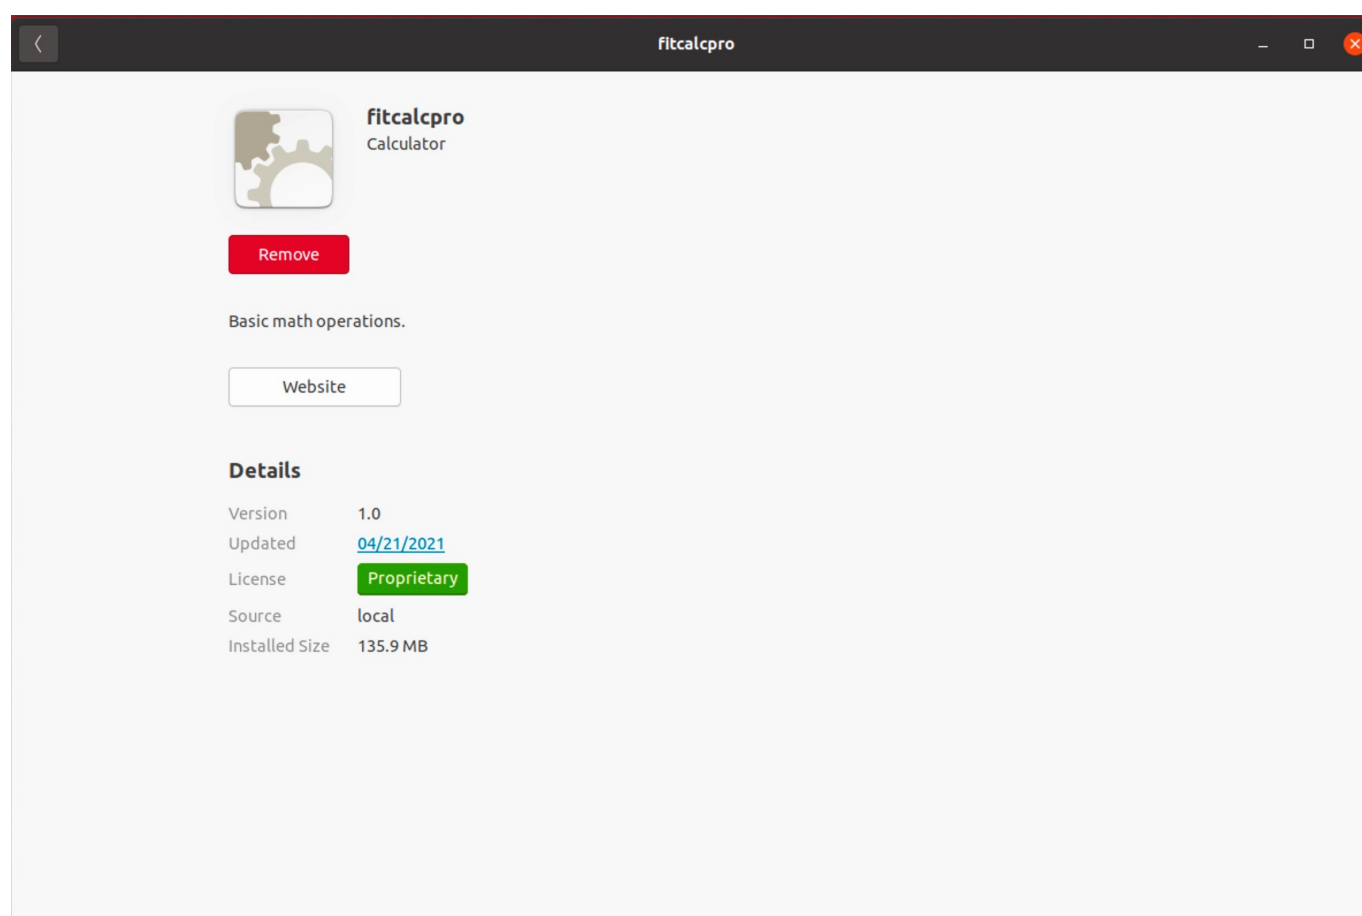 fitcalcpro
fitcalcpro
Calculator
Remove
Basic math operations.
Website
Details
Version 1.0
Updated 04/21/2021
License Proprietary
Source local
Installed Size 135.9 MB